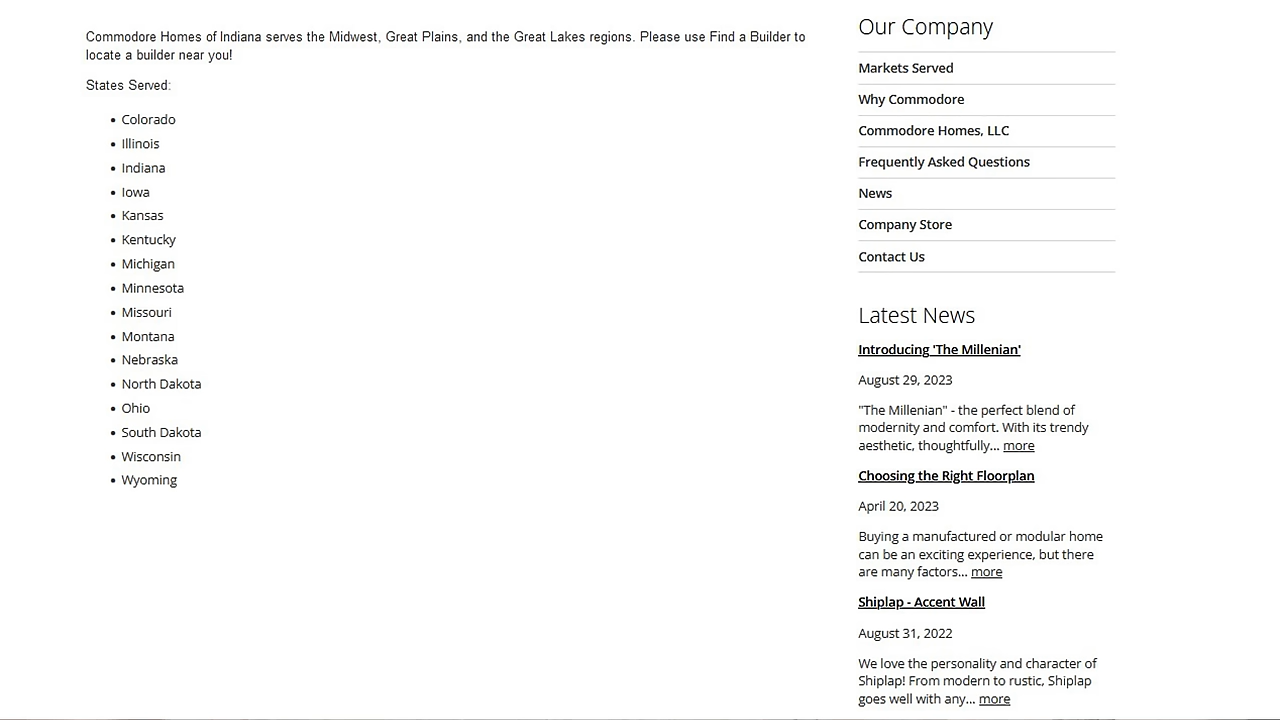 Commodore Homes of Indiana serves the Midwest, Great Plains, and the Great Lakes regions. Please use Find a Builder to
locate a builder near you!
States Served:
• Colorado
• Illinois
• Indiana
• Iowa
• Kansas
• Kentucky
• Michigan
• Minnesota
• Missouri
• Montana
• Nebraska
• North Dakota
• Ohio
• South Dakota
• Wisconsin
• Wyoming
Our Company
Markets Served
Why Commodore
Commodore Homes, LLC
Frequently Asked Questions
News
Company Store
Contact Us
Latest News
Introducing 'The Millenian'
August 29, 2023
"The Millenian" - the perfect blend of
modernity and comfort. With its trendy
aesthetic, thoughtfully... more
Choosing the Right Floorplan
April 20, 2023
Buying a manufactured or modular home
can be an exciting experience, but there
are many factors... more
Shiplap - Accent Wall
August 31, 2022
We love the personality and character of
Shiplap! From modern to rustic, Shiplap
goes well with any... more